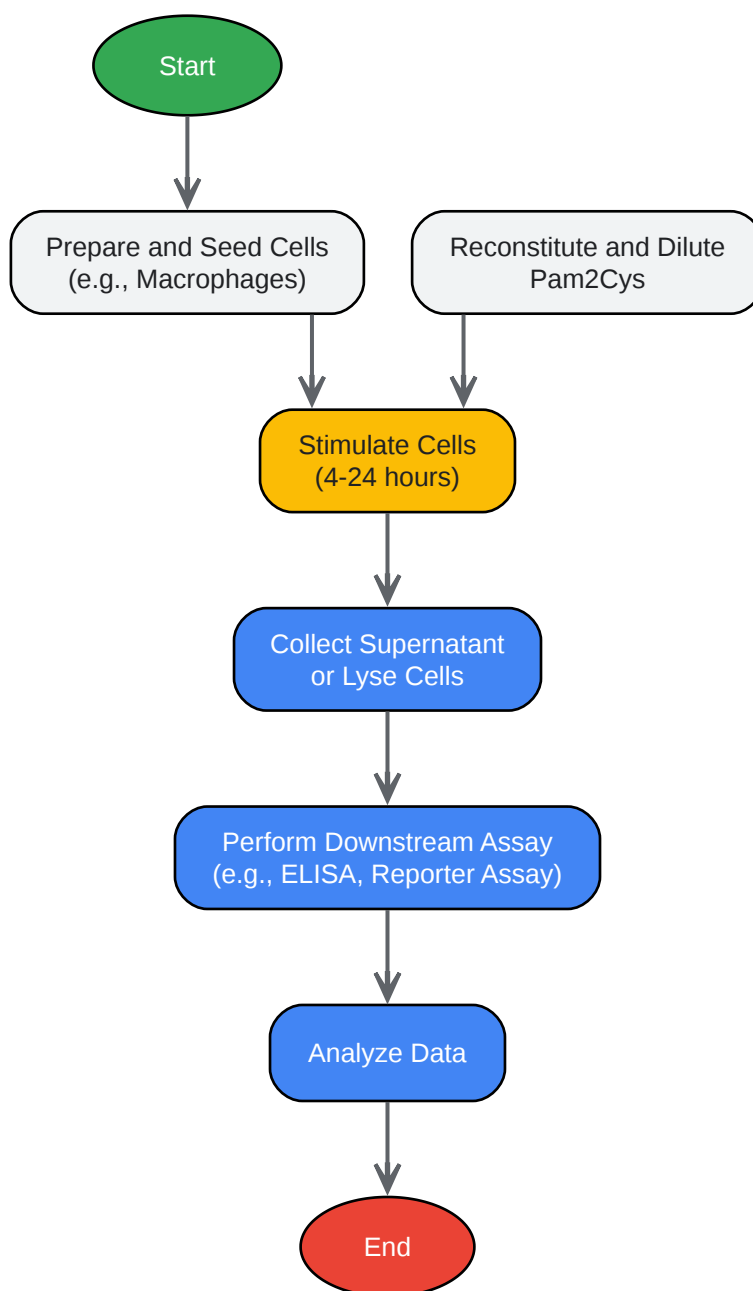 Start
Prepare and Seed Cells
(e.g., Macrophages)
Reconstitute and Dilute
Pam2Cys
Stimulate Cells
(4-24 hours)
Collect Supernatant
or Lyse Cells
Perform Downstream Assay
(e.g., ELISA, Reporter Assay)
Analyze Data
End